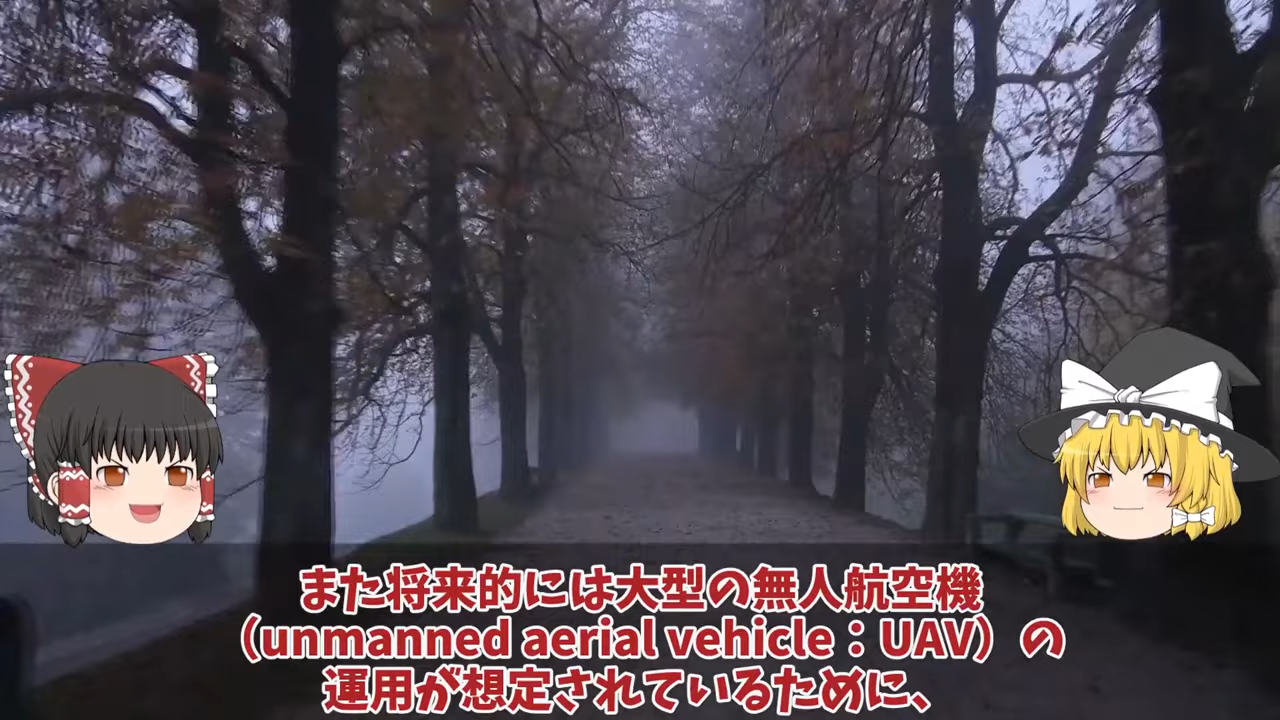 また将来的には大型の無人航空機
（unmanned aerial vehicle：UAV）の
運用が想定されているために、